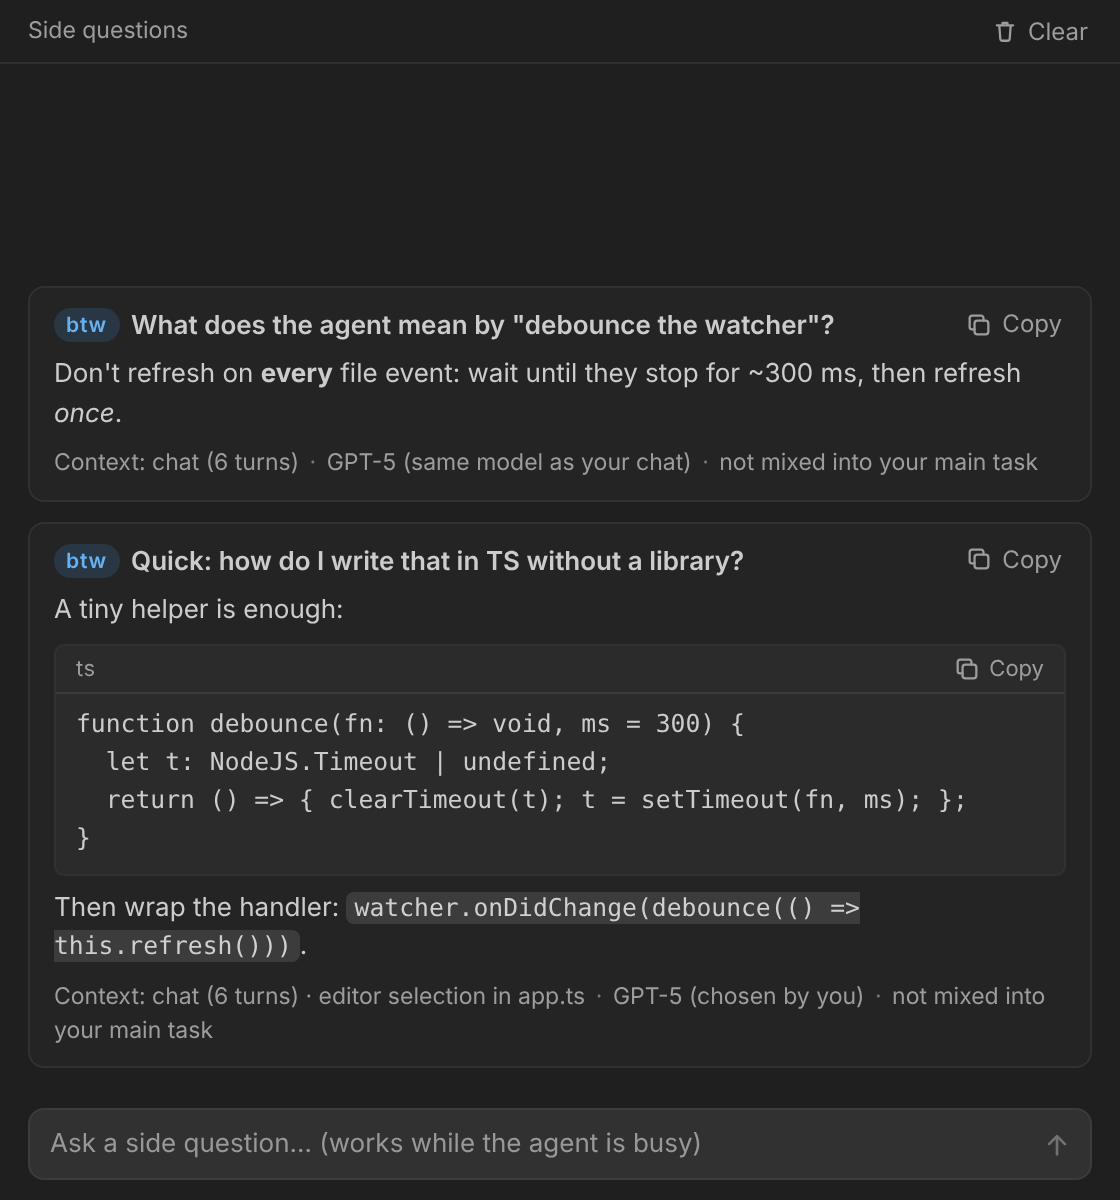 Side questions
Clear
btw What does the agent mean by "debounce the watcher"?
Copy
Don't refresh on every file event: wait until they stop for ~300 ms, then refresh
once.
Context: chat (6 turns) · GPT-5 (same model as your chat) · not mixed into your main task
btw Quick: how do I write that in TS without a library?
Copy
A tiny helper is enough:
ts
Copy
function debounce(fn: () => void, ms = 300) {
  let t: NodeJS.Timeout | undefined;
  return () => { clearTimeout(t); t = setTimeout(fn, ms); };
}
Then wrap the handler: watcher.onDidChange(debounce(() =>
this.refresh())).
Context: chat (6 turns) · editor selection in app.ts · GPT-5 (chosen by you) · not mixed into
your main task
Ask a side question... (works while the agent is busy)